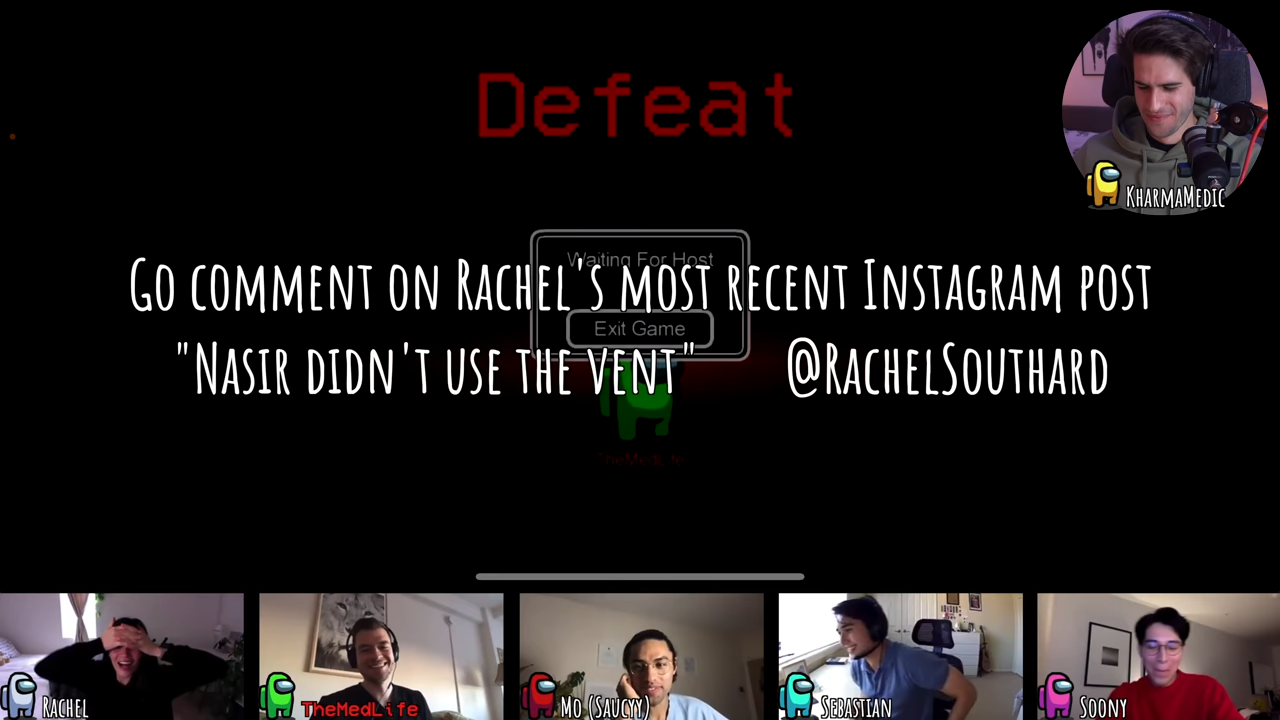 Defeat
KharmaMedic
Waiting For Host
Go comment on Rachel's most recent Instagram post
Exit Game
"Nasir didn't use the vent" @RachelSouthard
TheMedLife
Rachel
TheMedLife
Mo (Saucyy)
Sebastian
Soony